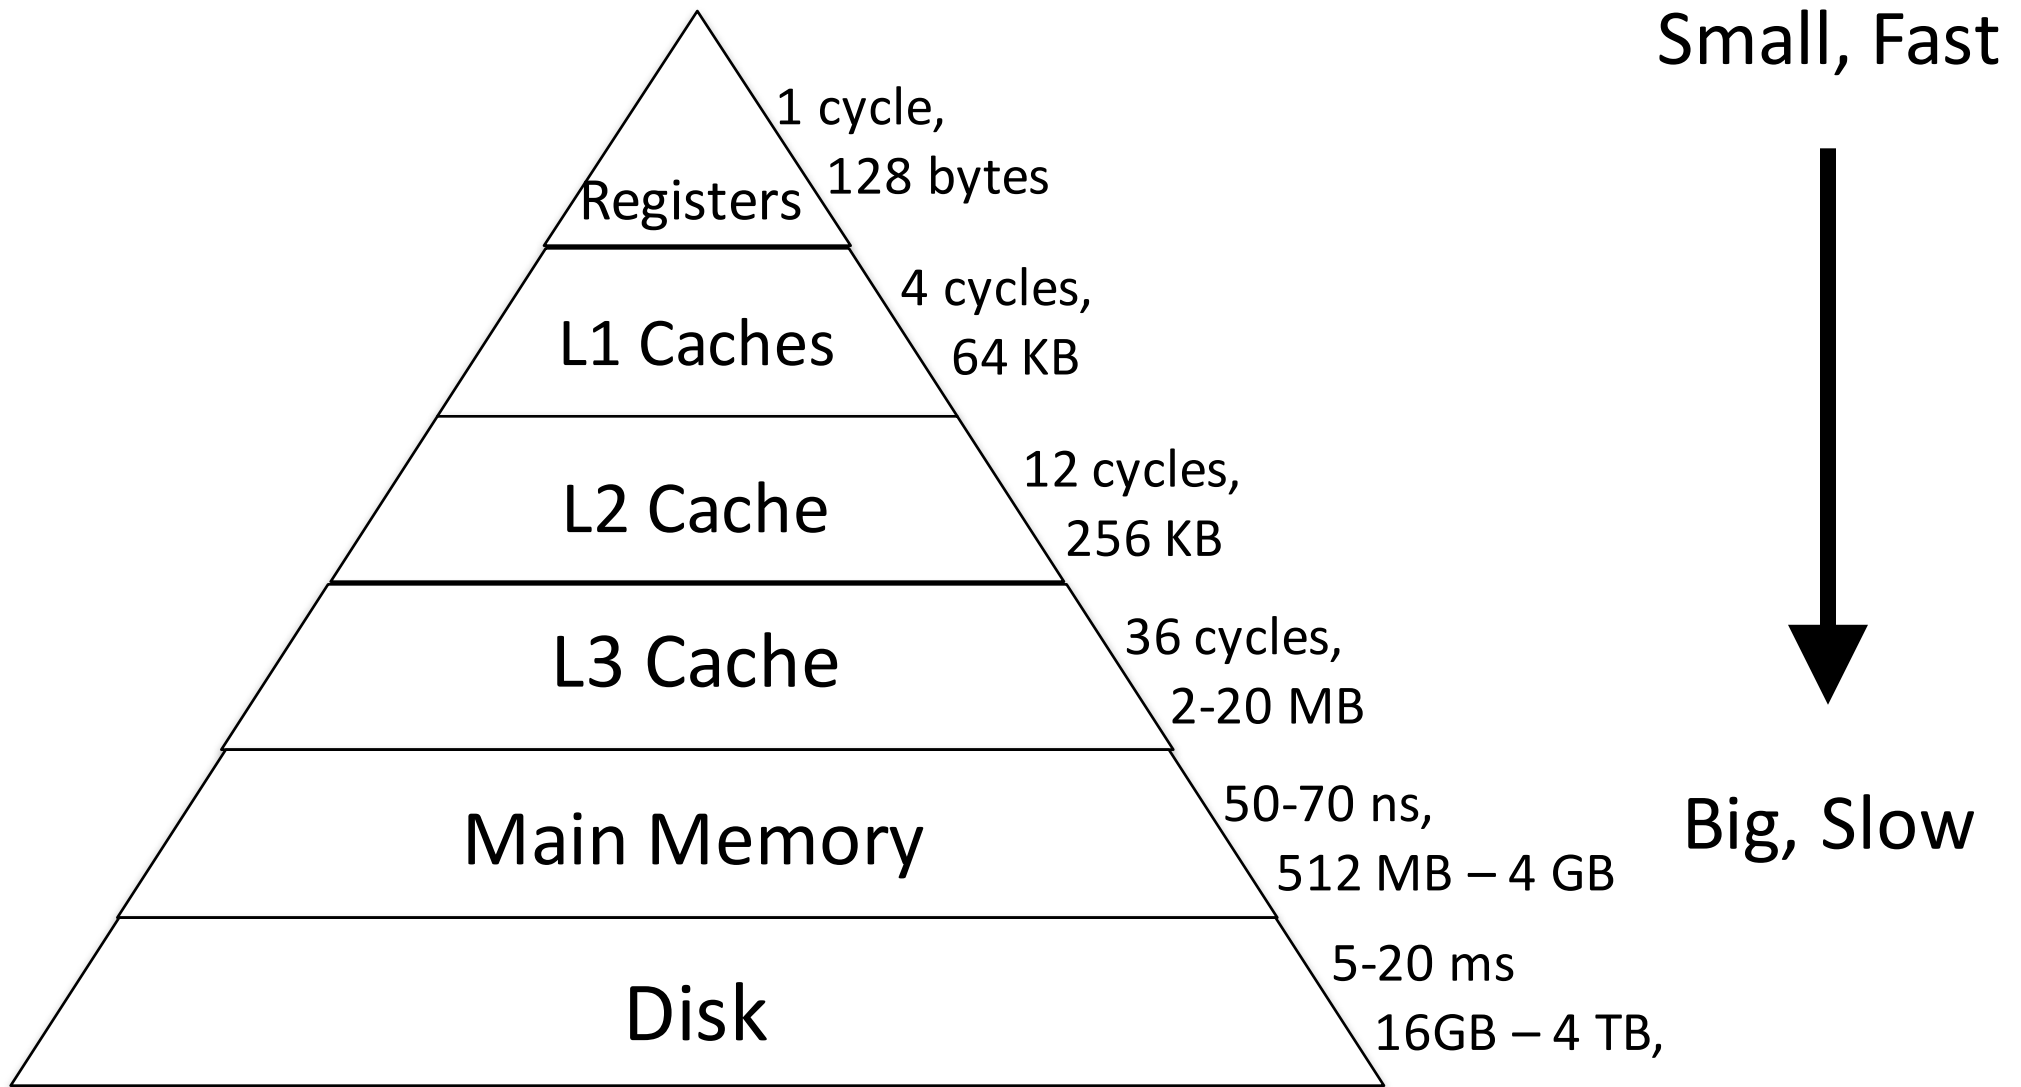 Small, Fast
1 cycle,
128 bytes
Registers
4 cycles,
64 KB
L1 Caches
12 cycles,
256 KB
L2 Cache
36 cycles,
2-20 MB
L3 Cache
50-70 ns,
512 MB – 4 GB
Main Memory
Big, Slow
5-20 ms
16GB – 4 TB,
Disk